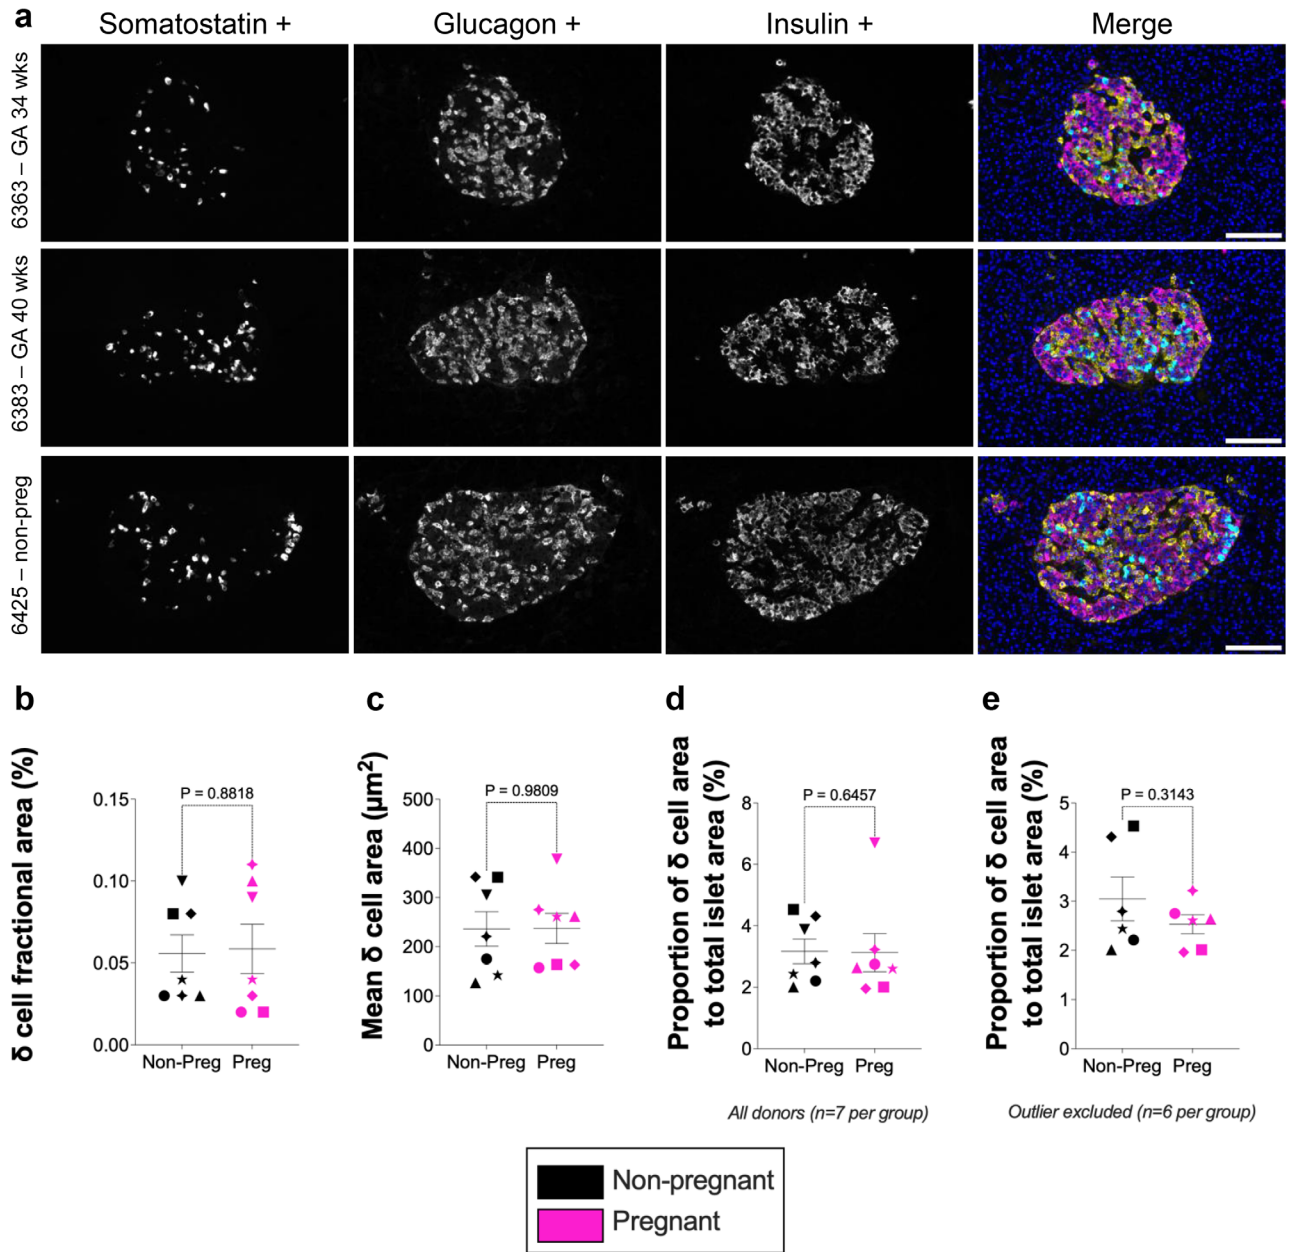 a
Somatostatin +
Glucagon +
Insulin +
Merge
6363 – GA 34 wks
6383 – GA 40 wks
6425 – non-preg
b
δ cell fractional area (%)
0.15
0.10
0.05
0.00
P = 0.8818
Non-Preg
Preg
c
Mean δ cell area (µm²)
500
400
300
200
100
0
P = 0.9809
Non-Preg
Preg
d
Proportion of δ cell area
to total islet area (%)
8
6
4
2
0
P = 0.6457
Non-Preg
Preg
All donors (n=7 per group)
e
Proportion of δ cell area
to total islet area (%)
5
4
3
2
1
0
P = 0.3143
Non-Preg
Preg
Outlier excluded (n=6 per group)
Non-pregnant
Pregnant